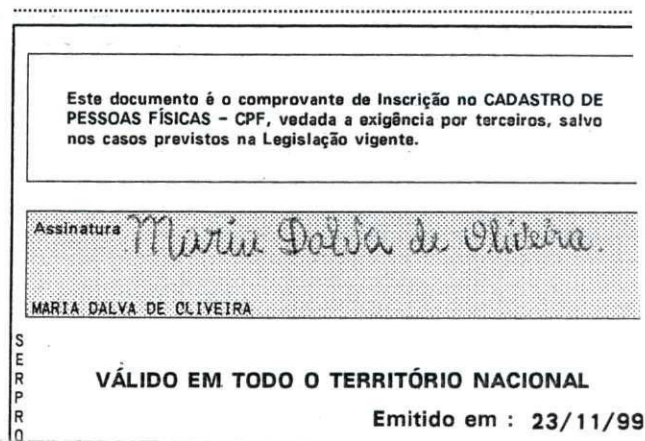 Este documento é o comprovante de Inscrição no CADASTRO DE
PESSOAS FÍSICAS - CPF, vedada a exigência por terceiros, salvo
nos casos previstos na Legislação vigente.
Assinatura Maria Dalva de Oliveira.
MARIA DALVA DE OLIVEIRA
SERPRO
VÁLIDO EM TODO O TERRITÓRIO NACIONAL
Emitido em : 23/11/99